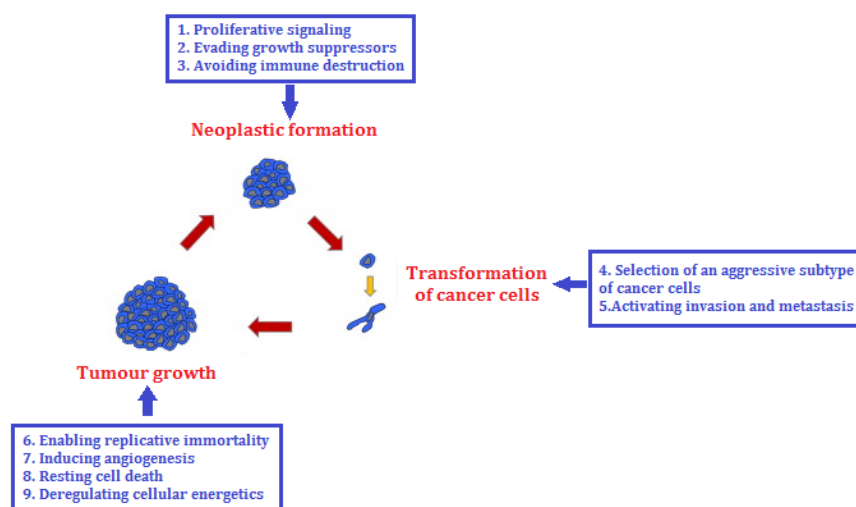 1. Proliferative signaling
2. Evading growth suppressors
3. Avoiding immune destruction
Neoplastic formation
Transformation
of cancer cells
4. Selection of an aggressive subtype
of cancer cells
5.Activating invasion and metastasis
Tumour growth
6. Enabling replicative immortality
7. Inducing angiogenesis
8. Resting cell death
9. Deregulating cellular energetics